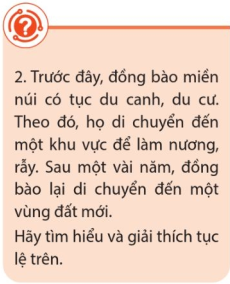 2. Trước đây, đồng bào miền
núi có tục du canh, du cư.
Theo đó, họ di chuyển đến
một khu vực để làm nương,
rẫy. Sau một vài năm, đồng
bào lại di chuyển đến một
vùng đất mới.
Hãy tìm hiểu và giải thích tục
lệ trên.